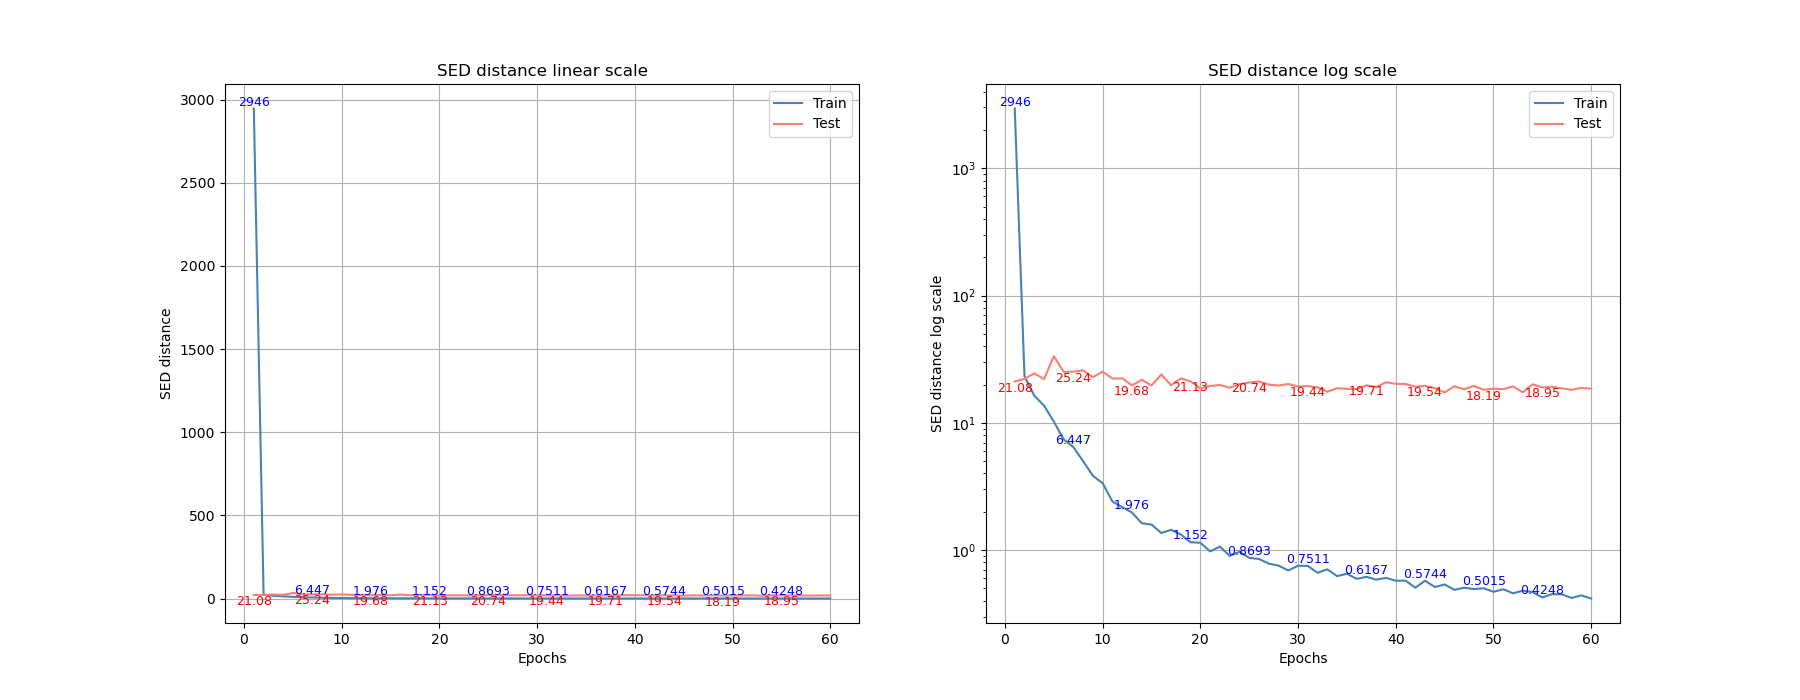 SED distance linear scale
SED distance
3000
2500
2000
1500
1000
500
0
2946
Train
Test
6.447 1.976 1.152 0.8693 0.7511 0.6167 0.5744 0.5015 0.4248
21.08 25.24 19.68 21.13 20.74 19.44 19.71 19.54 18.19 18.95
0 10 20 30 40 50 60
Epochs
SED distance log scale
SED distance log scale
10³
10²
10¹
10⁰
2946
Train
Test
21.08 25.24 19.68 21.13 20.74 19.44 19.71 19.54 18.19 18.95
6.447
1.976
1.152
0.8693
0.7511
0.6167
0.5744
0.5015
0.4248
0 10 20 30 40 50 60
Epochs